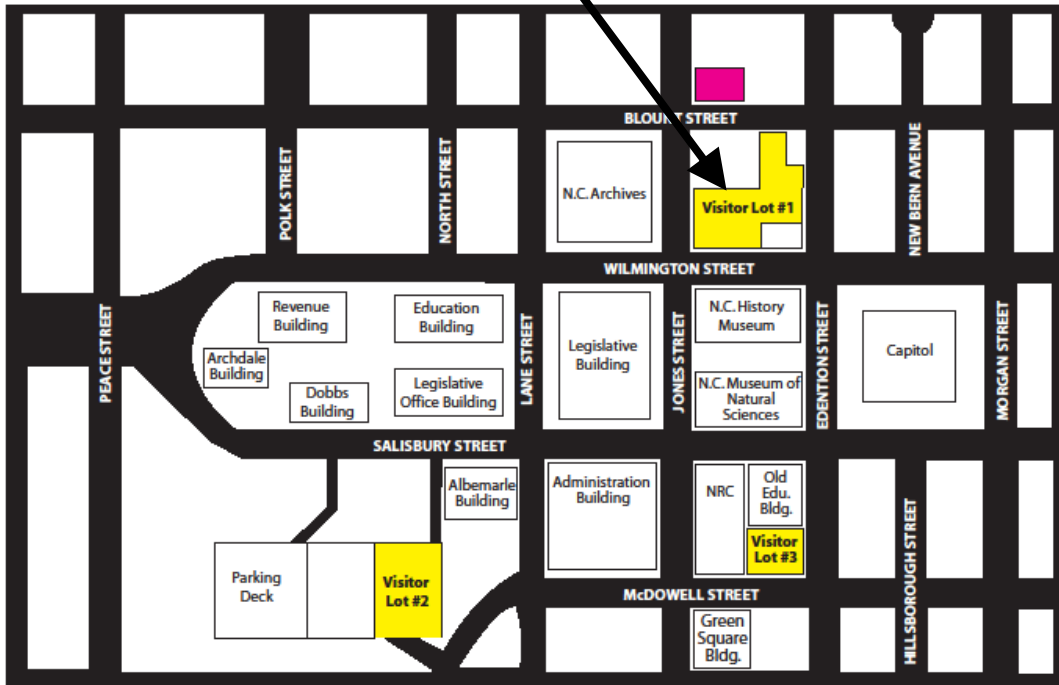 BLOUNT STREET
N.C. Archives
Visitor Lot #1
POLK STREET
NORTH STREET
NEW BERN AVENUE
WILMINGTON STREET
PEACE STREET
Revenue
Building
Education
Building
LANE STREET
Legislative
Building
JONES STREET
N.C. History
Museum
EDENTION STREET
Capitol
MORGAN STREET
Archdale
Building
Dobbs
Building
Legislative
Office Building
N.C. Museum of
Natural
Sciences
SALISBURY STREET
Albemarle
Building
Administration
Building
NRC
Old
Edu.
Bldg.
Visitor
Lot #3
HILLSBOROUGH STREET
Parking
Deck
Visitor
Lot #2
McDOWELL STREET
Green
Square
Bldg.